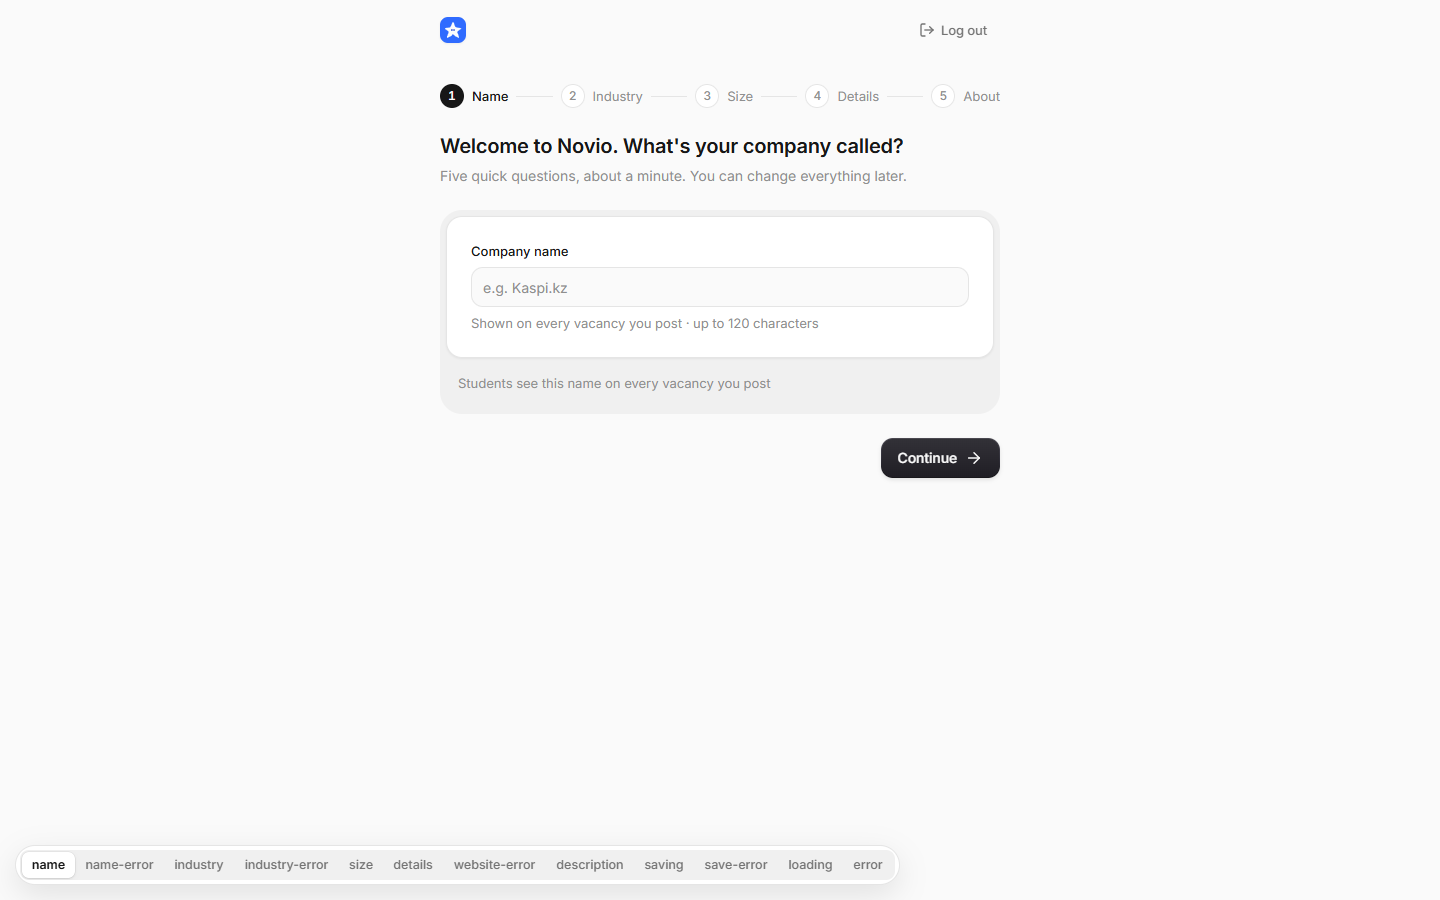 Log out
1 Name 2 Industry 3 Size 4 Details 5 About
Welcome to Novio. What's your company called?
Five quick questions, about a minute. You can change everything later.
Company name
e.g. Kaspi.kz
Shown on every vacancy you post · up to 120 characters
Students see this name on every vacancy you post
Continue
name name-error industry industry-error size details website-error description saving save-error loading error